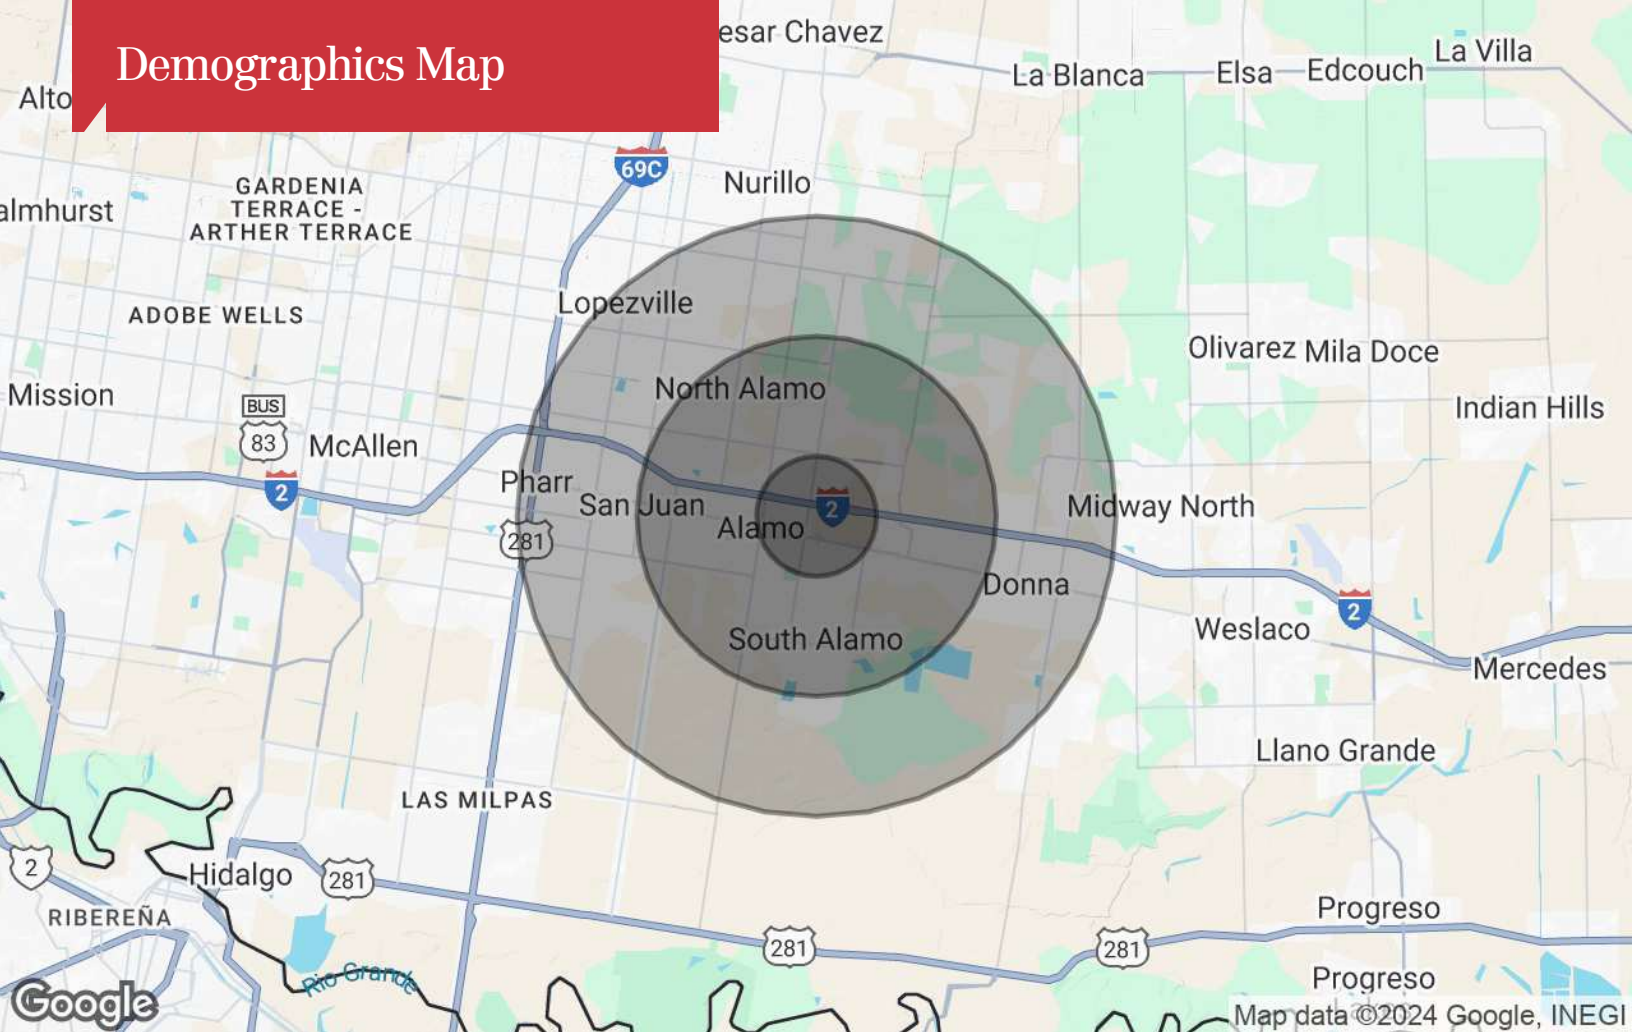 Demographics Map
esar Chavez
La Blanca
Elsa
Edcouch
La Villa
Alto
69C
Nurillo
GARDENIA
TERRACE -
ARTHER TERRACE
almhurst
Lopezville
ADOBE WELLS
Olivarez
Mila Doce
Mission
North Alamo
Indian Hills
BUS
83
McAllen
2
Pharr
San Juan
2
Midway North
Alamo
281
Donna
2
Weslaco
South Alamo
Mercedes
Llano Grande
LAS MILPAS
2
Hidalgo
281
RIBEREÑA
Progreso
281
281
Rio Grande
Progreso
Lakes
Google
Map data ©2024 Google, INEGI